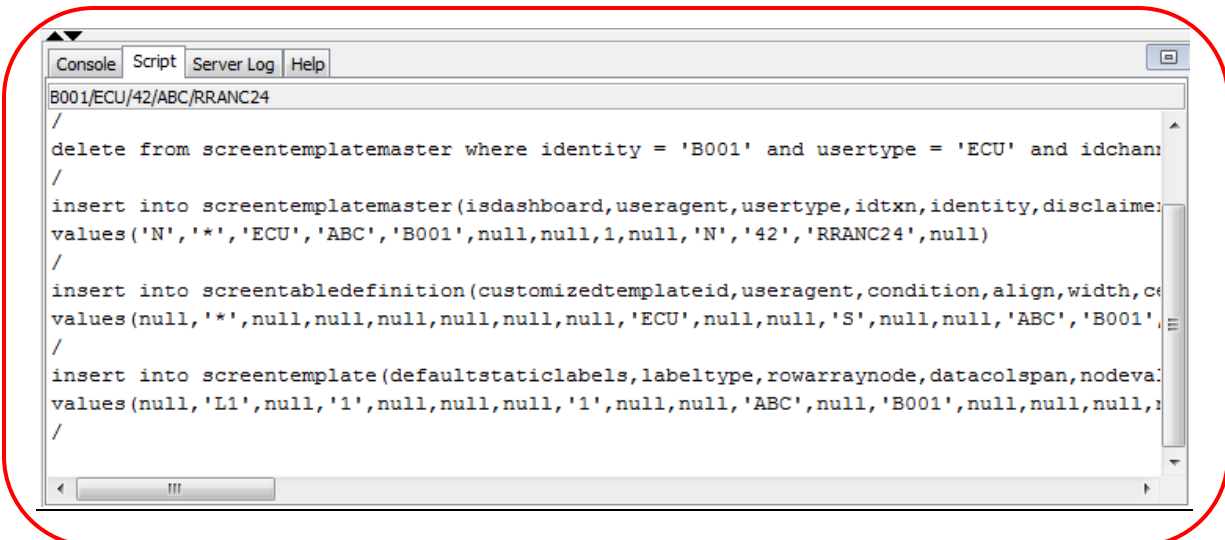 Console Script Server Log Help
B001/ECU/42/ABC/RRANC24
/
delete from screentemplatemaster where identity = 'B001' and usertype = 'ECU' and
/
insert into screentemplatemaster(isdashboard,useragent,usertype,idtxn,identity,
values('N','*','ECU','ABC','B001',null,null,1,null,'N','42','RRANC24',null)
/
insert into screentabledefinition(customizedtemplateid,useragent,condition,align,width,
values(null,'*',null,null,null,null,null,null,'ECU',null,null,'S',null,null,'ABC','B001',
/
insert into screentemplate(defaultstaticlabels,labeltype,rowarraynode,datacolspan,
values(null,'L1',null,'1',null,null,null,'1',null,null,'ABC',null,'B001',null,null,null,
/